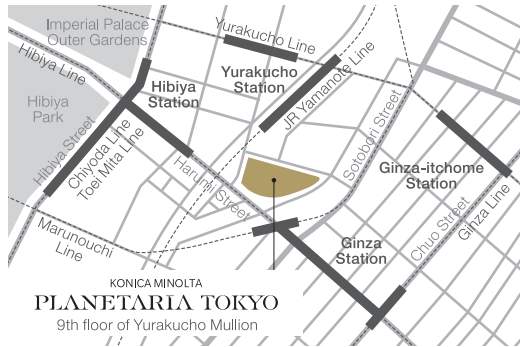 Imperial Palace
Outer Gardens
Yurakucho Line
Hibiya Line
Hibiya
Station
Yurakucho
Station
JR Yamanote Line
Hibiya
Park
Hibiya Street
Chiyoda Line
Toei Mita Line
Harumi Street
Sotobori Street
Ginza-itchome
Station
Marunouchi
Line
Ginza
Station
Chuo Street
Ginza Line
KONICA MINOLTA
PLANETARIA TOKYO
9th floor of Yurakucho Mullion